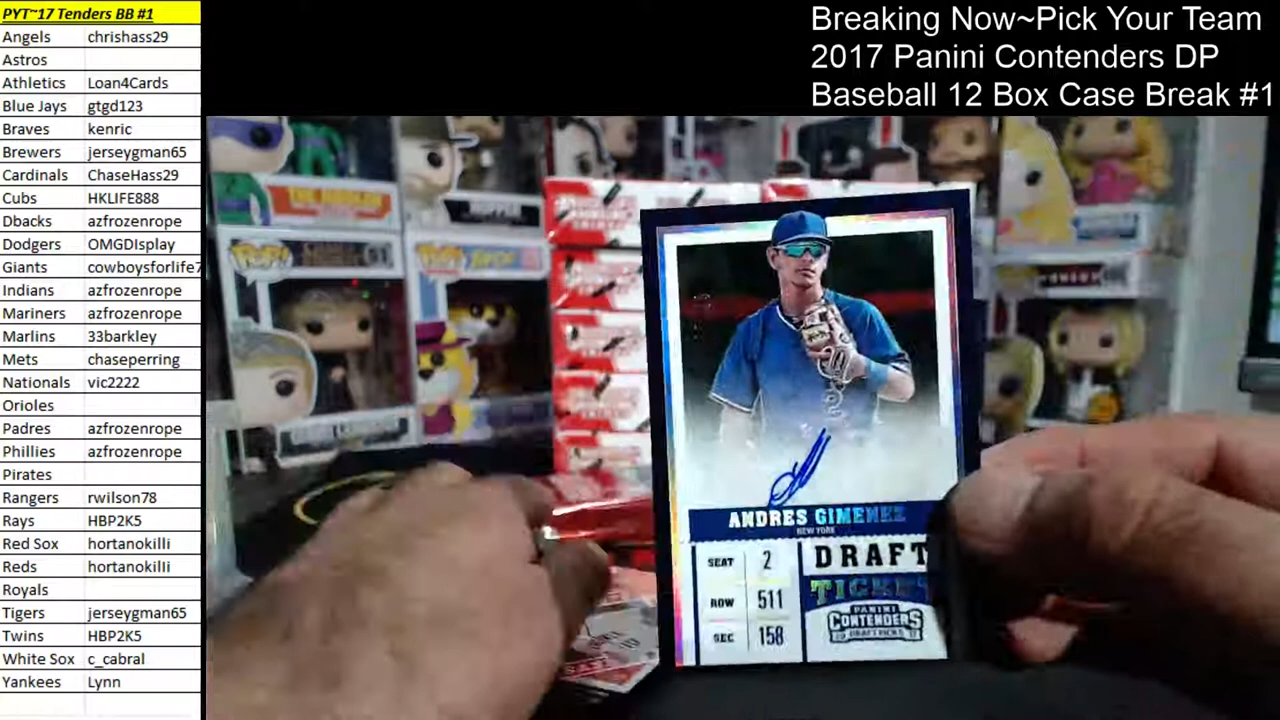 PYT~17 Tenders BB #1
Angels chrishass29
Astros
Athletics Loan4Cards
Blue Jays gtgd123
Braves kenric
Brewers jerseygman65
Cardinals ChaseHass29
Cubs HKLIFE888
Dbacks azfrozenrope
Dodgers OMGDIsplay
Giants cowboysforlife7
Indians azfrozenrope
Mariners azfrozenrope
Marlins 33barkley
Mets chaseperring
Nationals vic2222
Orioles
Padres azfrozenrope
Phillies azfrozenrope
Pirates
Rangers rwilson78
Rays HBP2K5
Red Sox hortanokilli
Reds hortanokilli
Royals
Tigers jerseygman65
Twins HBP2K5
White Sox c_cabral
Yankees Lynn
Breaking Now~Pick Your Team
2017 Panini Contenders DP
Baseball 12 Box Case Break #1
POP!
POP!
ANDRES GIMENEZ
NEW YORK
SEAT 2
ROW 511
SEC 158
DRAFT
TICKET
PANINI
CONTENDERS
DRAFT PICKS